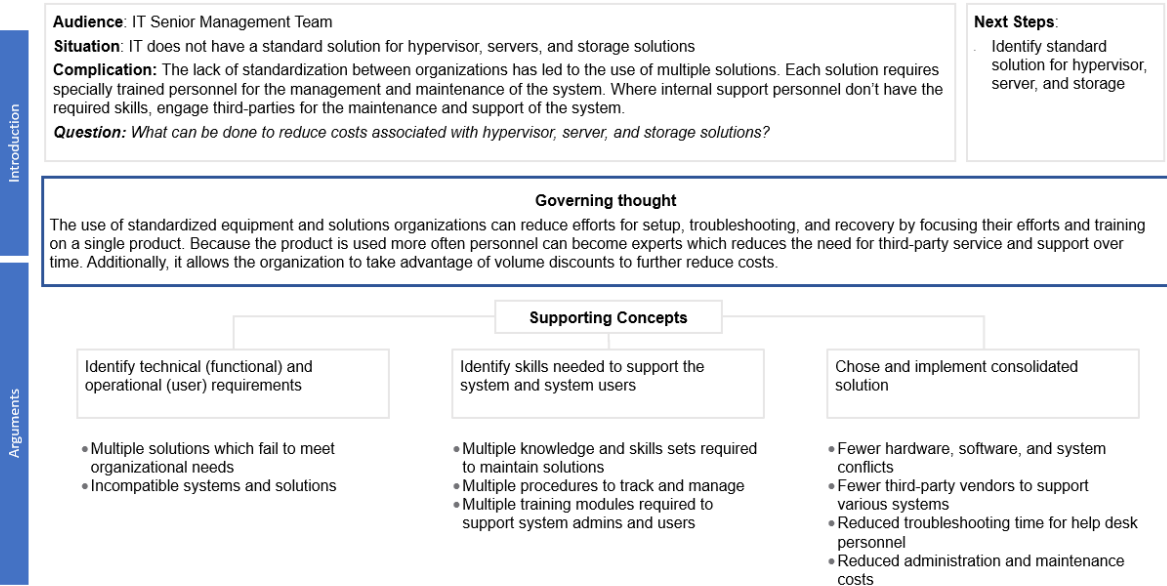 Introduction
Audience: IT Senior Management Team
Situation: IT does not have a standard solution for hypervisor, servers, and storage solutions
Complication: The lack of standardization between organizations has led to the use of multiple solutions. Each solution requires
specially trained personnel for the management and maintenance of the system. Where internal support personnel don't have the
required skills, engage third-parties for the maintenance and support of the system.
Question: What can be done to reduce costs associated with hypervisor, server, and storage solutions?
Next Steps:
Identify standard
solution for hypervisor,
server, and storage
Governing thought
The use of standardized equipment and solutions organizations can reduce efforts for setup, troubleshooting, and recovery by focusing their efforts and training
on a single product. Because the product is used more often personnel can become experts which reduces the need for third-party service and support over
time. Additionally, it allows the organization to take advantage of volume discounts to further reduce costs.
Arguments
Supporting Concepts
Identify technical (functional) and
operational (user) requirements
•Multiple solutions which fail to meet
organizational needs
•Incompatible systems and solutions
Identify skills needed to support the
system and system users
•Multiple knowledge and skills sets required
to maintain solutions
•Multiple procedures to track and manage
•Multiple training modules required to
support system admins and users
Chose and implement consolidated
solution
•Fewer hardware, software, and system
conflicts
•Fewer third-party vendors to support
various systems
•Reduced troubleshooting time for help desk
personnel
•Reduced administration and maintenance
costs